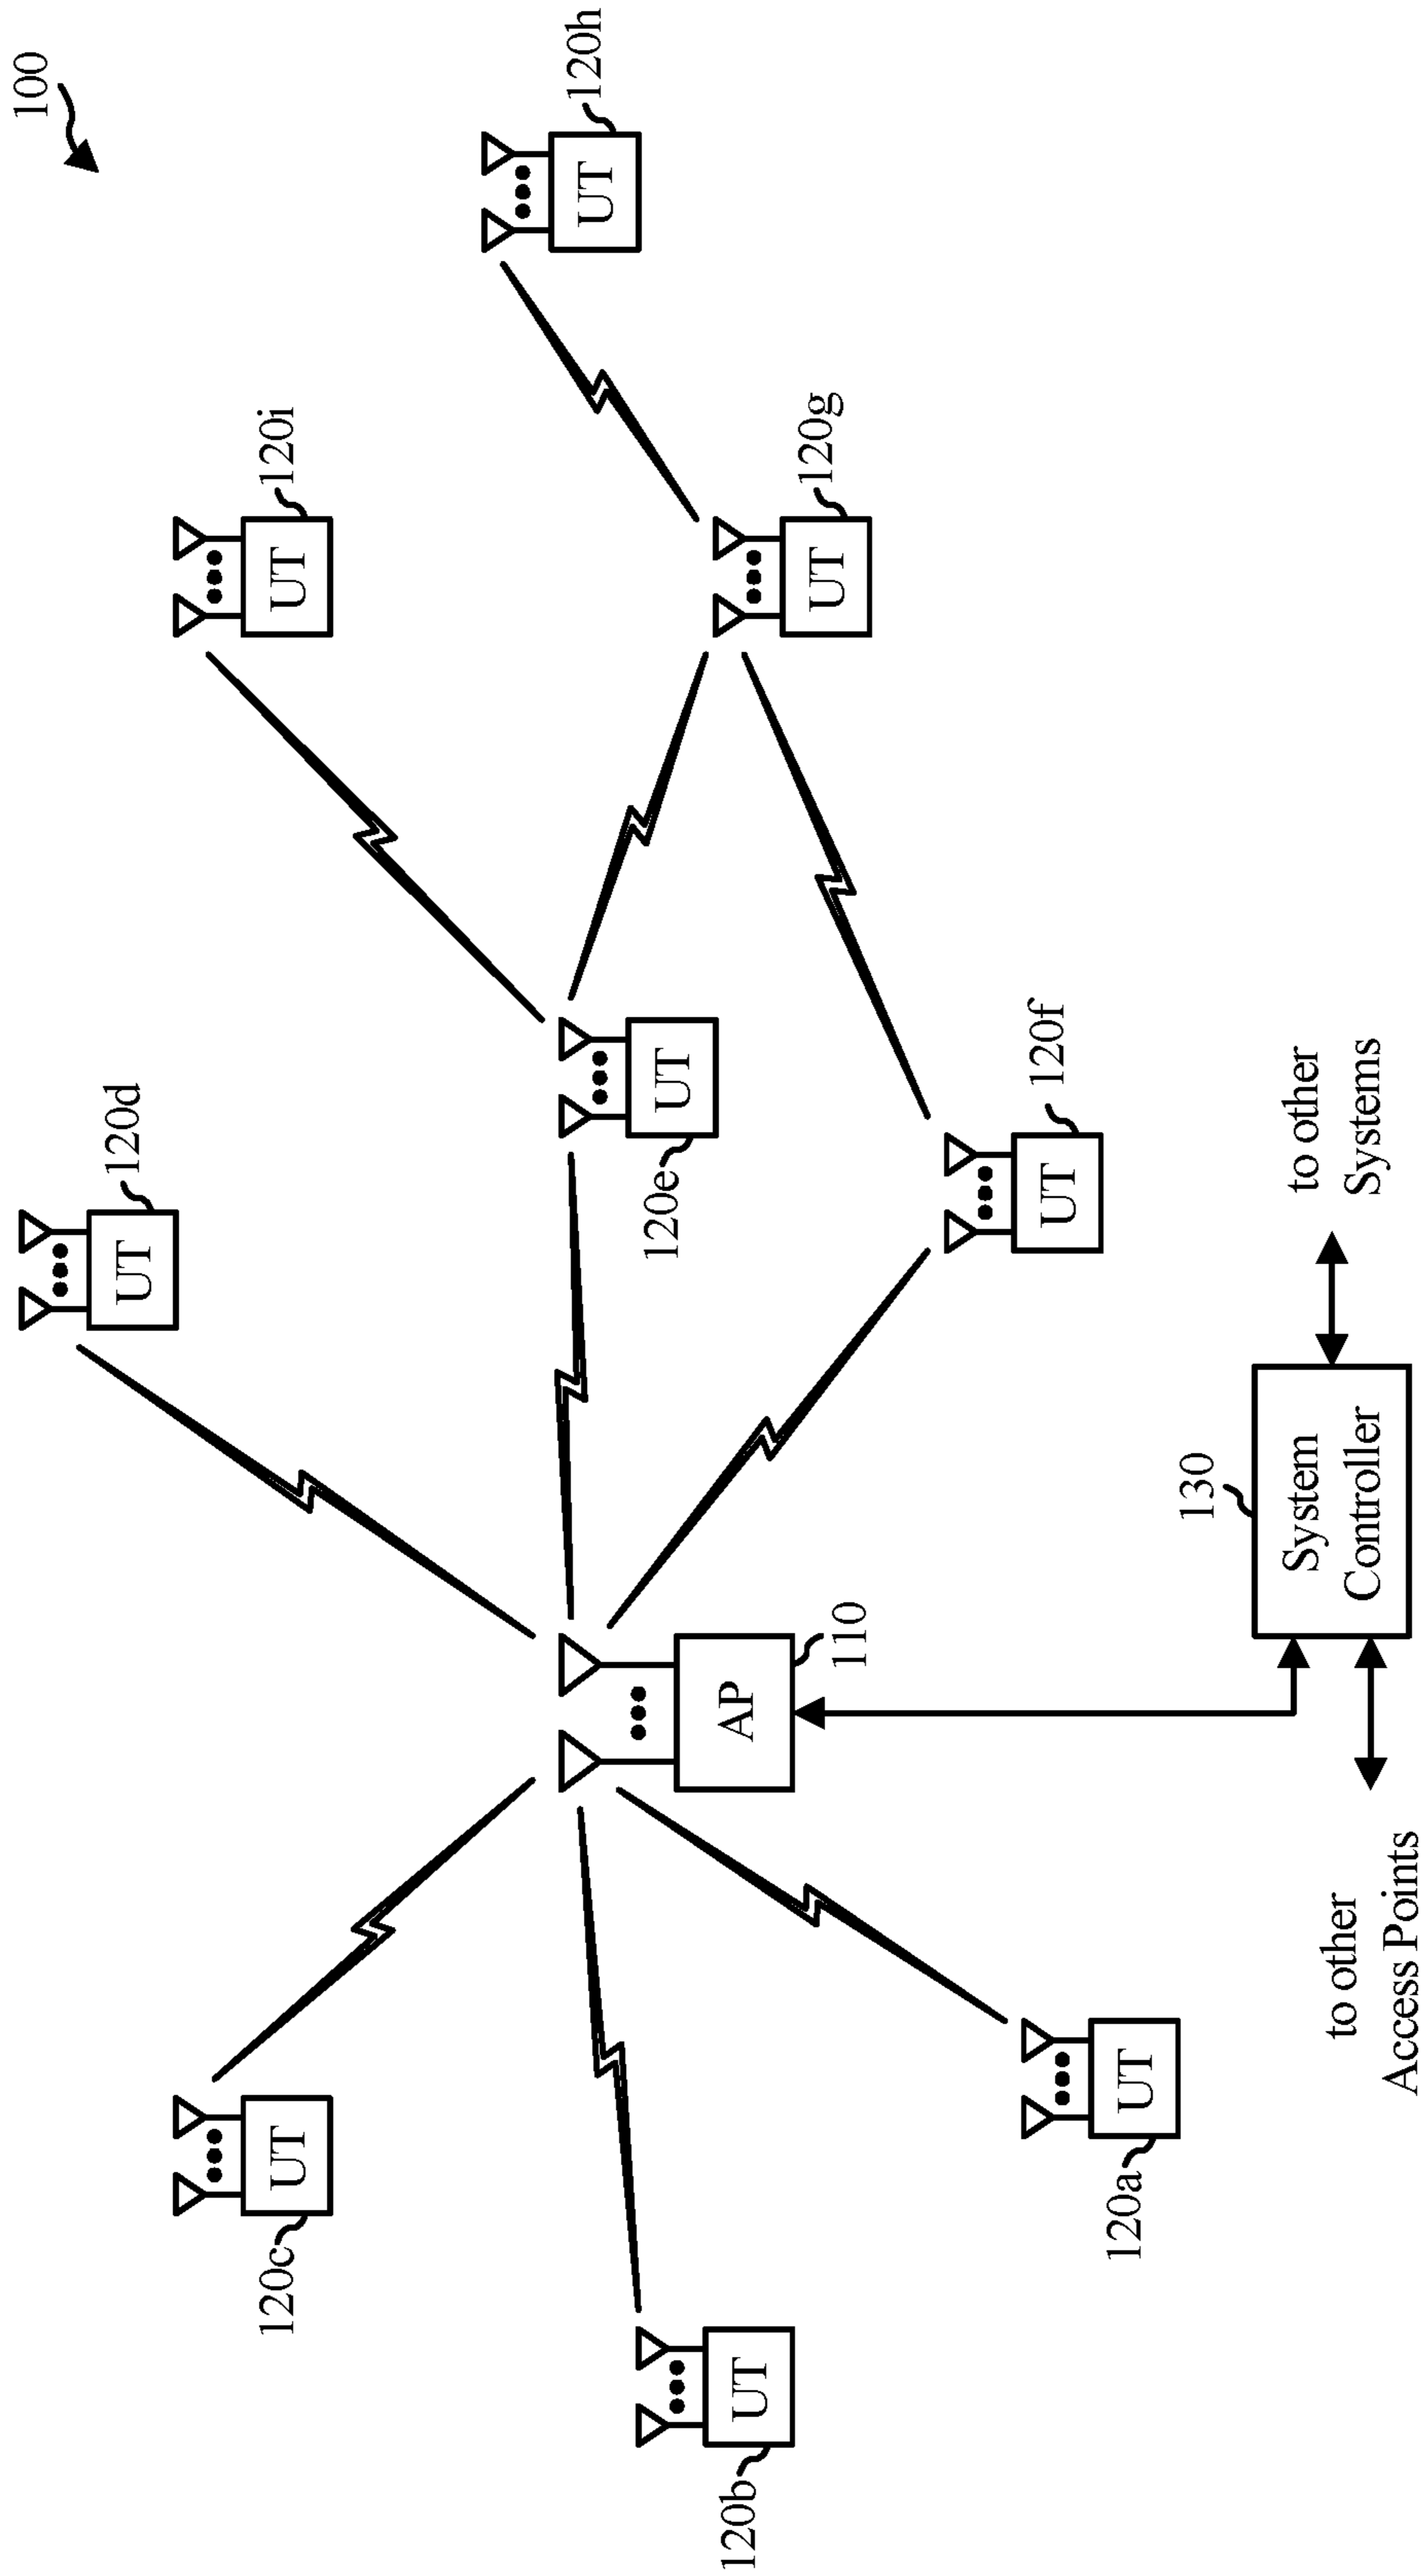 100
UT
120d
UT
120i
UT
120c
UT
120h
UT
120e
AP
110
UT
120b
UT
120g
UT
120f
UT
120a
130
System
Controller
to other
Systems
to other
Access Points